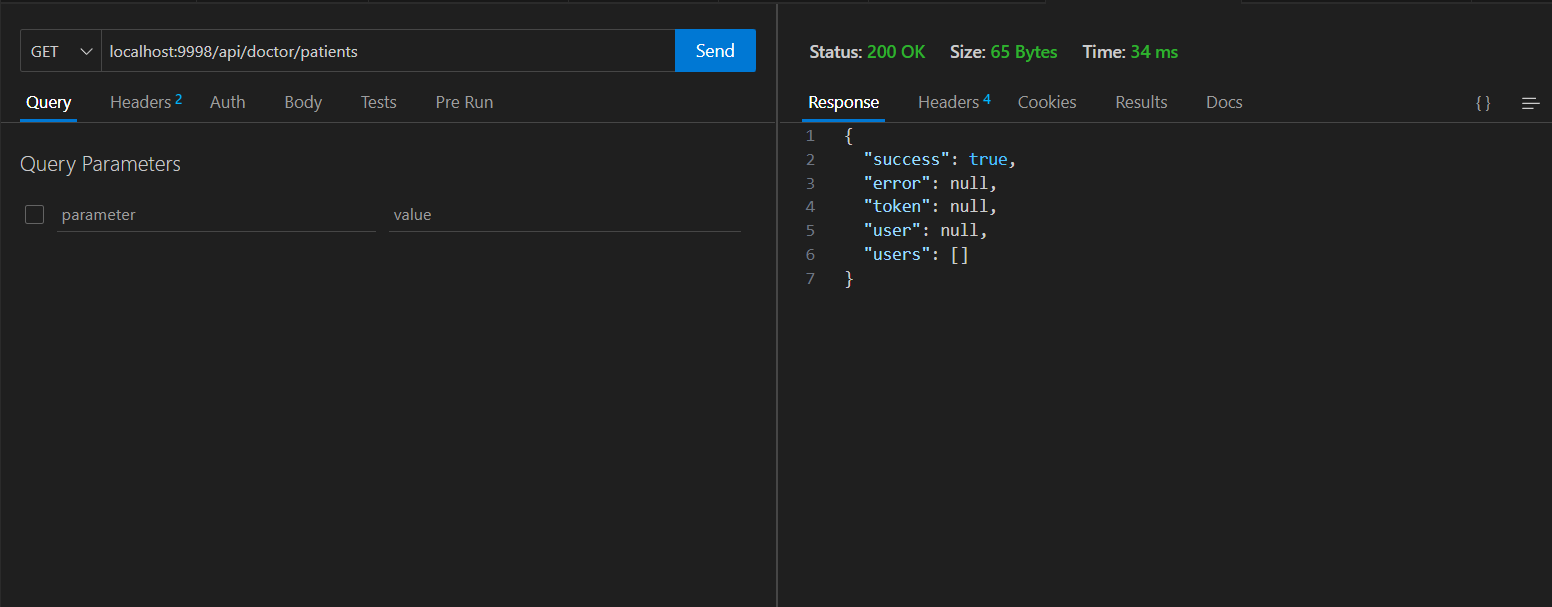 GET localhost:9998/api/doctor/patients Send
Query Headers 2 Auth Body Tests Pre Run
Query Parameters
parameter value
Status: 200 OK Size: 65 Bytes Time: 34 ms
Response Headers 4 Cookies Results Docs { }
1 {
2 "success": true,
3 "error": null,
4 "token": null,
5 "user": null,
6 "users": []
7 }